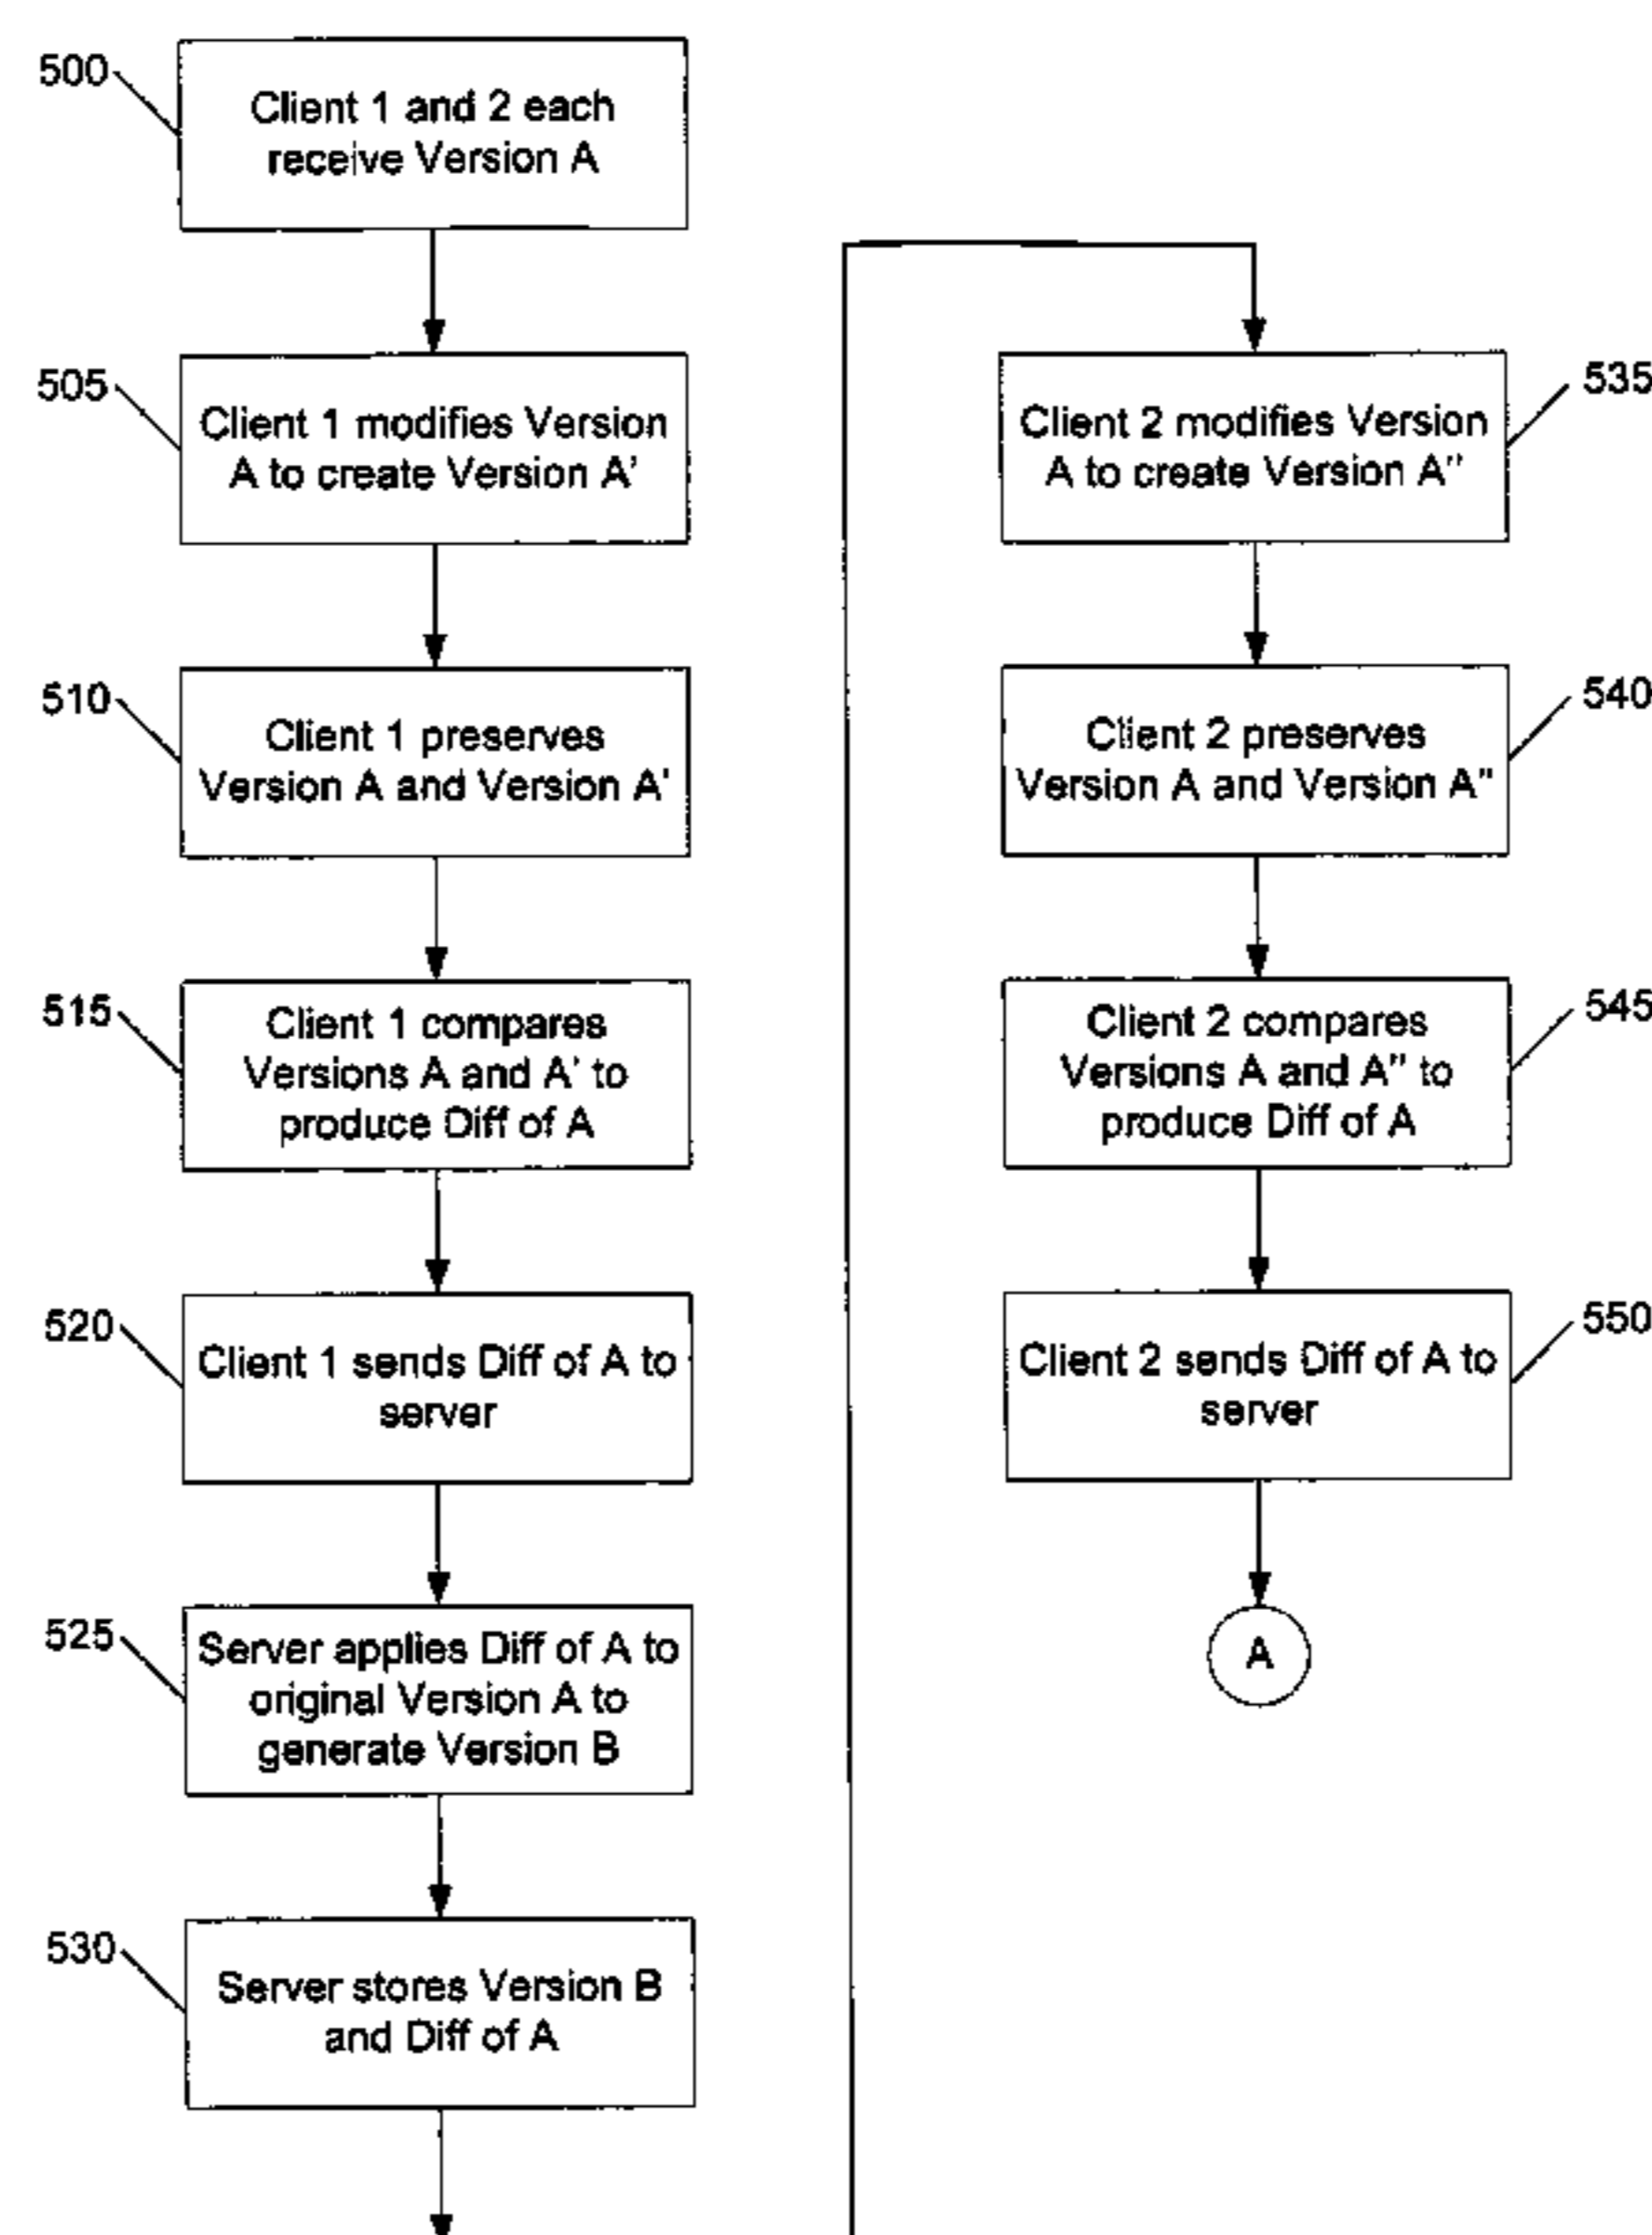 500
Client 1 and 2 each
receive Version A
505
Client 1 modifies Version
A to create Version A'
510
Client 1 preserves
Version A and Version A'
515
Client 1 compares
Versions A and A' to
produce Diff of A
520
Client 1 sends Diff of A to
server
525
Server applies Diff of A to
original Version A to
generate Version B
530
Server stores Version B
and Diff of A
535
Client 2 modifies Version
A to create Version A"
540
Client 2 preserves
Version A and Version A"
545
Client 2 compares
Versions A and A" to
produce Diff of A
550
Client 2 sends Diff of A to
server
A